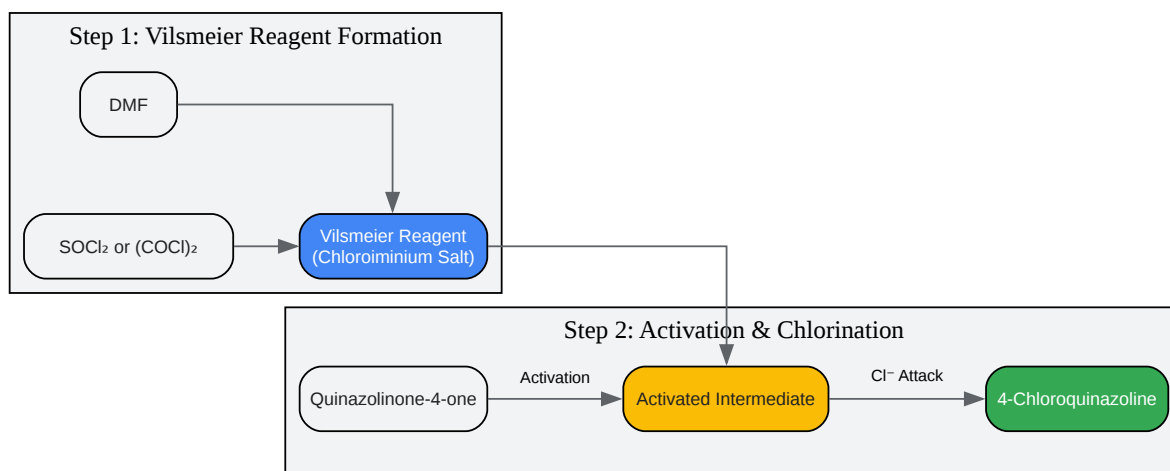 Step 1: Vilsmeier Reagent Formation
DMF
SOCl₂ or (COCl)₂
Vilsmeier Reagent
(Chloroiminium Salt)
Step 2: Activation & Chlorination
Quinazolinone-4-one
Activation
Activated Intermediate
Cl⁻ Attack
4-Chloroquinazoline